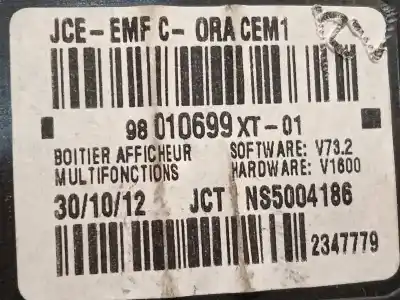 JCE-EMF C-ORA CEM1
98 010699 XT-01
BOITIER AFFICHEUR SOFTWARE: V73.2
MULTIFONCTIONS HARDWARE: V1600
30/10/12 JCT NS5004186
2347779